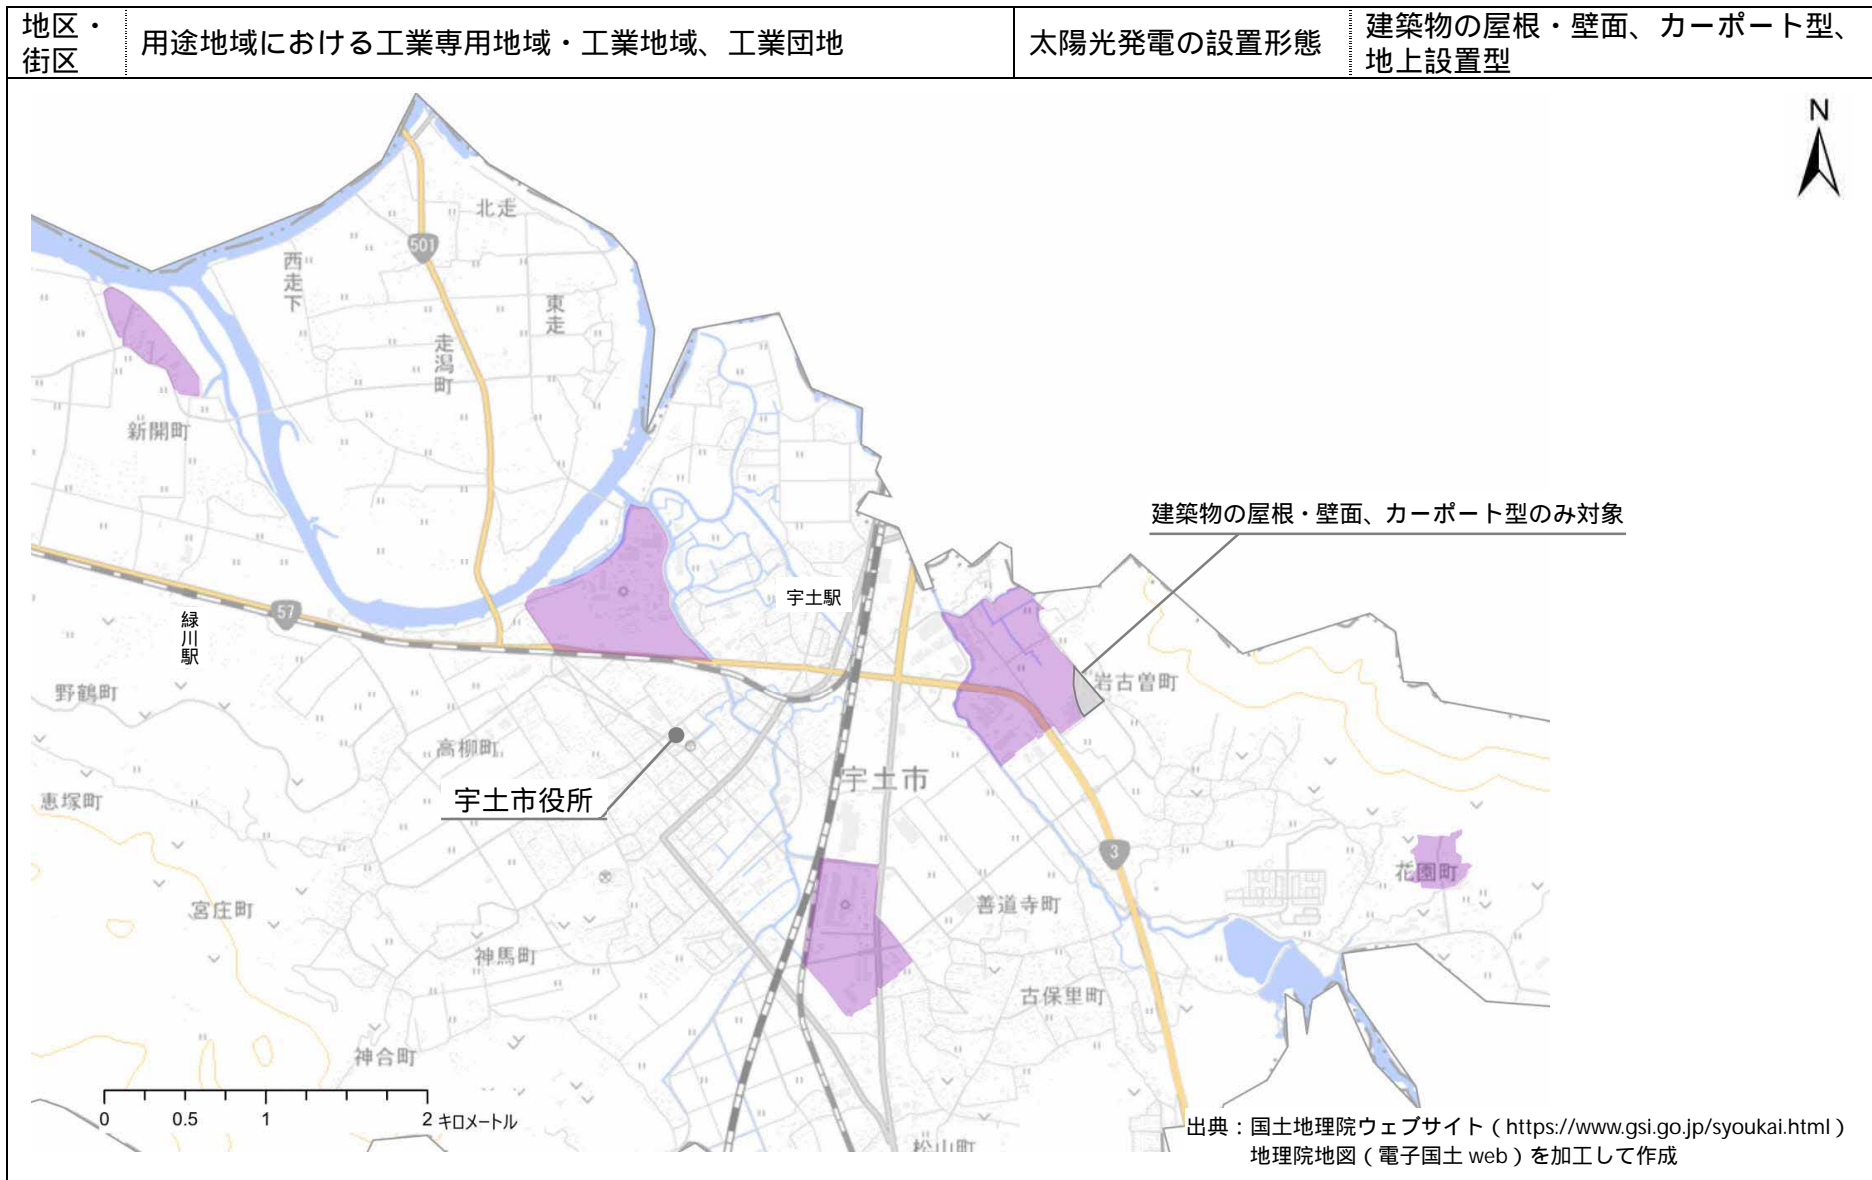 地区・
街区
用途地域における工業専用地域・工業地域、工業団地
太陽光発電の設置形態
建築物の屋根・壁面、カーポート型、
地上設置型
N
北走
501
西走下
東走
走潟町
新開町
建築物の屋根・壁面、カーポート型のみ対象
宇土駅
57
緑川駅
岩古曽町
野鶴町
高柳町
宇土市
宇土市役所
恵塚町
3
花園町
宮庄町
善道寺町
神馬町
古保里町
神合町
0 0.5 1 2 キロメートル
松山町
出典：国土地理院ウェブサイト（https://www.gsi.go.jp/syoukai.html）
地理院地図（電子国土 web）を加工して作成